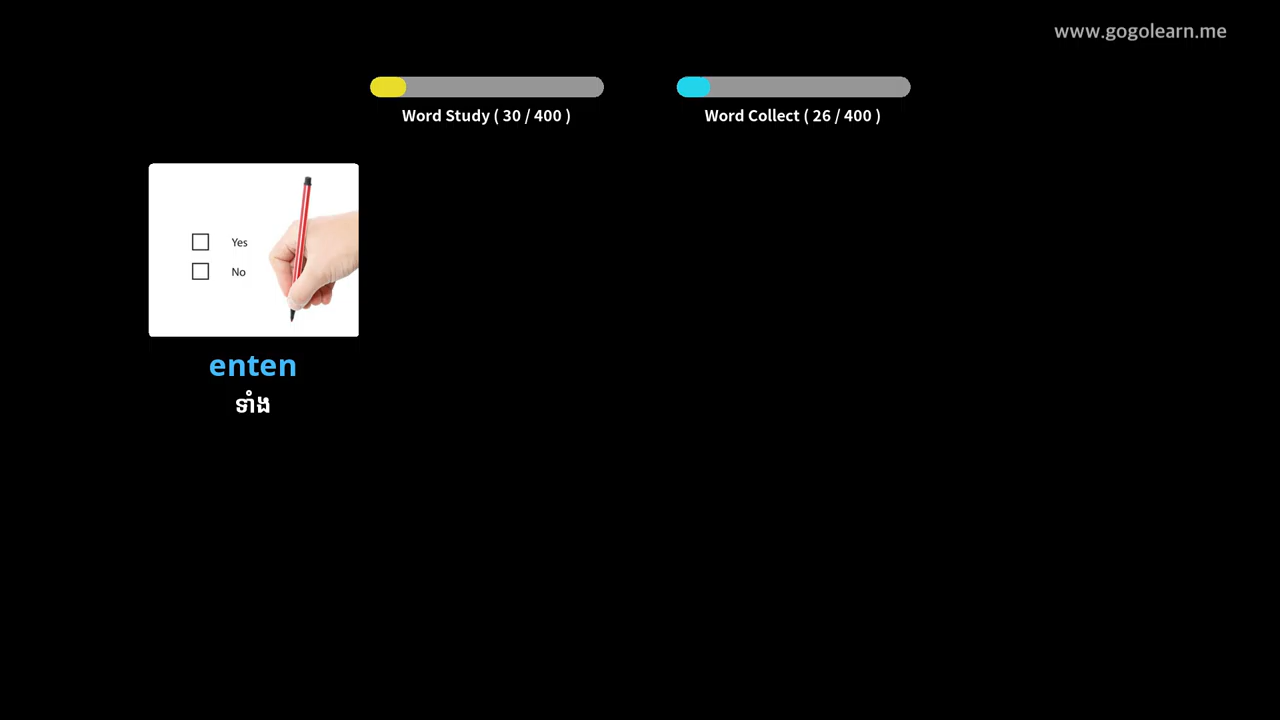 www.gogolearn.me
Word Study ( 30 / 400 )
Word Collect ( 26 / 400 )
Yes
No
enten
ទាំង